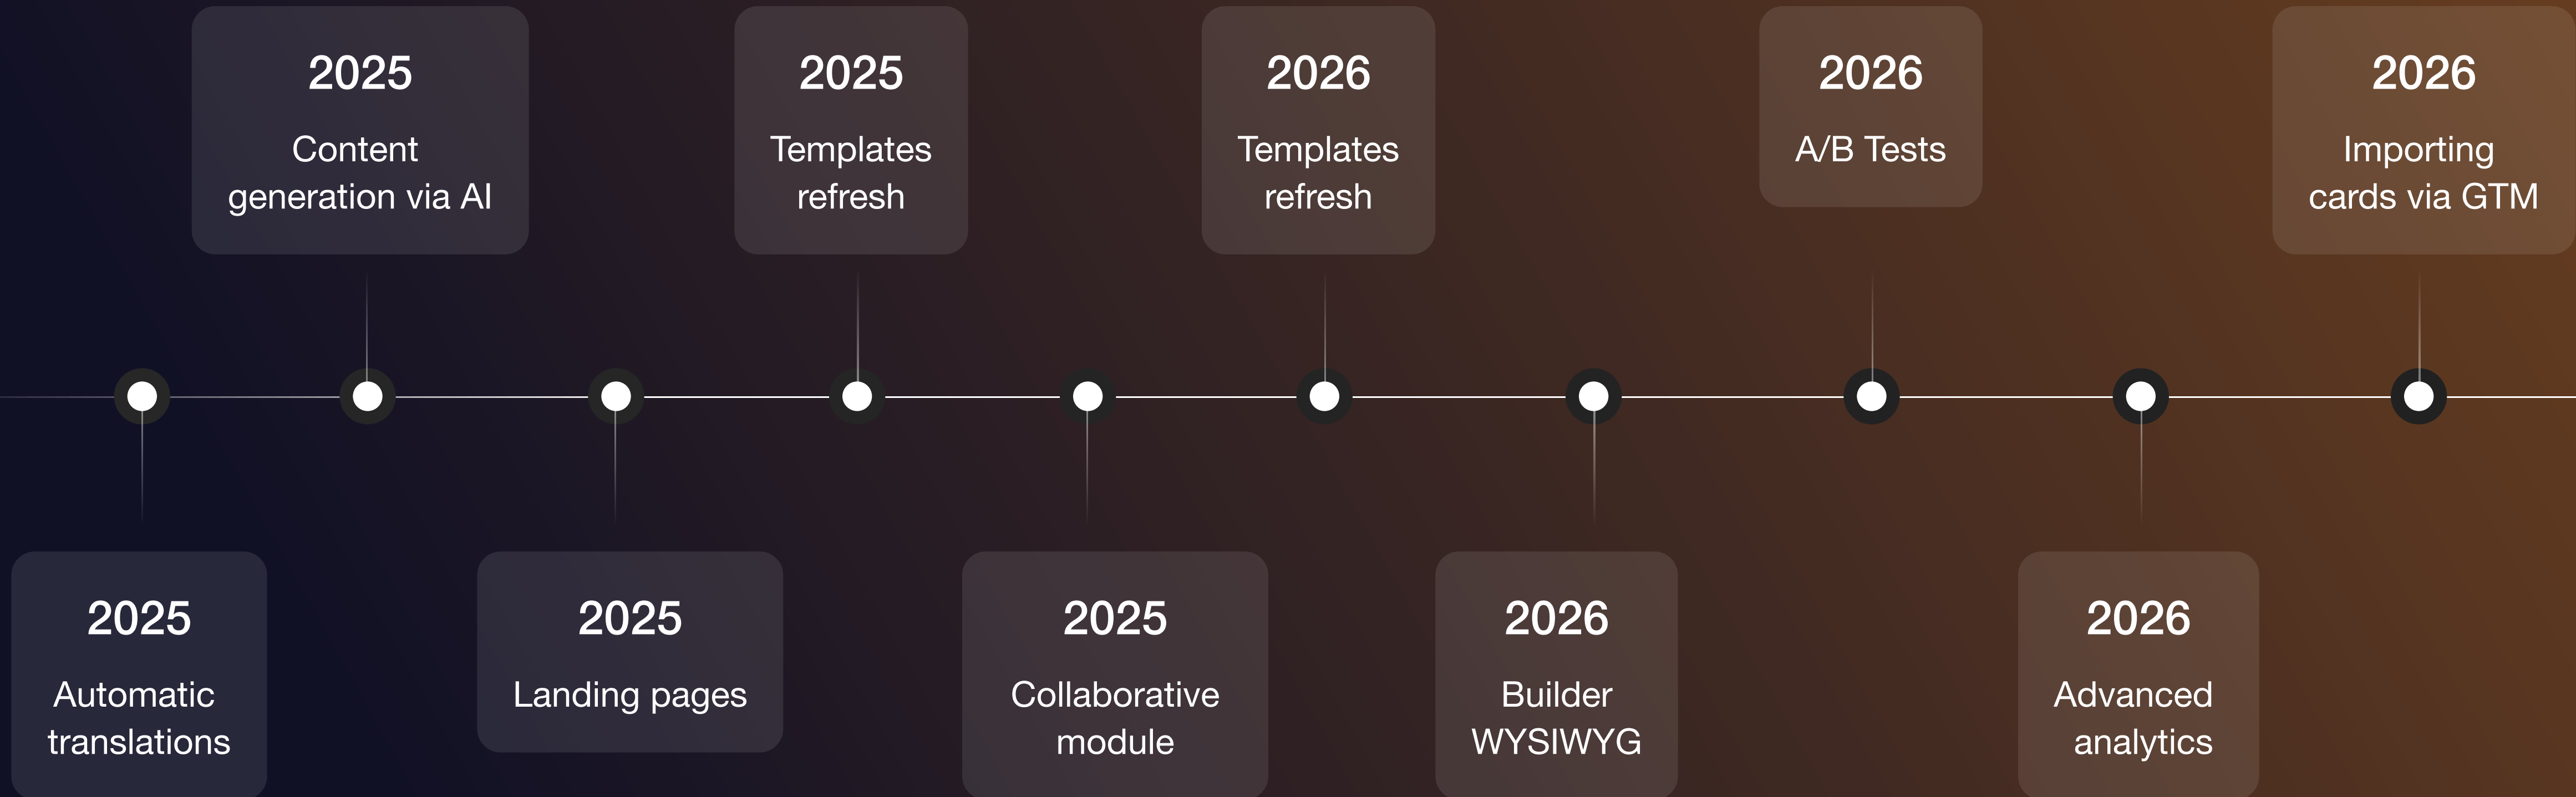 2025
Content
generation via AI
2025
Templates
refresh
2026
Templates
refresh
2026
A/B Tests
2026
Importing
cards via GTM
2025
Automatic
translations
2025
Landing pages
2025
Collaborative
module
2026
Builder
WYSIWYG
2026
Advanced
analytics